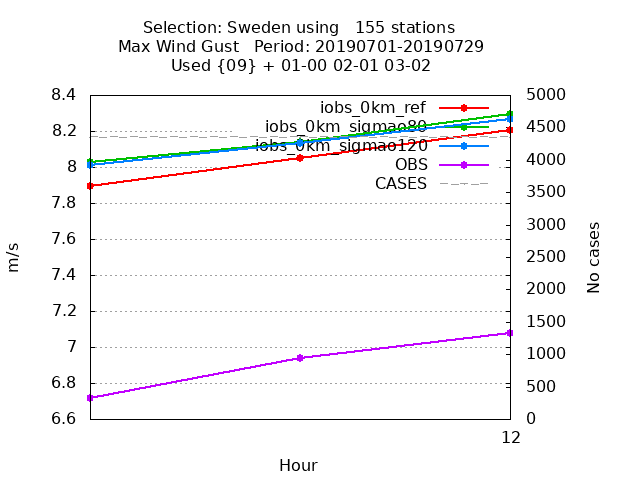 Selection: Sweden using   155 stations
Max Wind Gust   Period: 20190701-20190729
Used {09} + 01-00 02-01 03-02
8.4
8.2
8
7.8
7.6
7.4
7.2
7
6.8
6.6
m/s
iobs_0km_ref
iobs_0km_sigmao80
iobs_0km_sigmao120
OBS
CASES
5000
4500
4000
3500
3000
2500
2000
1500
1000
500
0
No cases
12
Hour